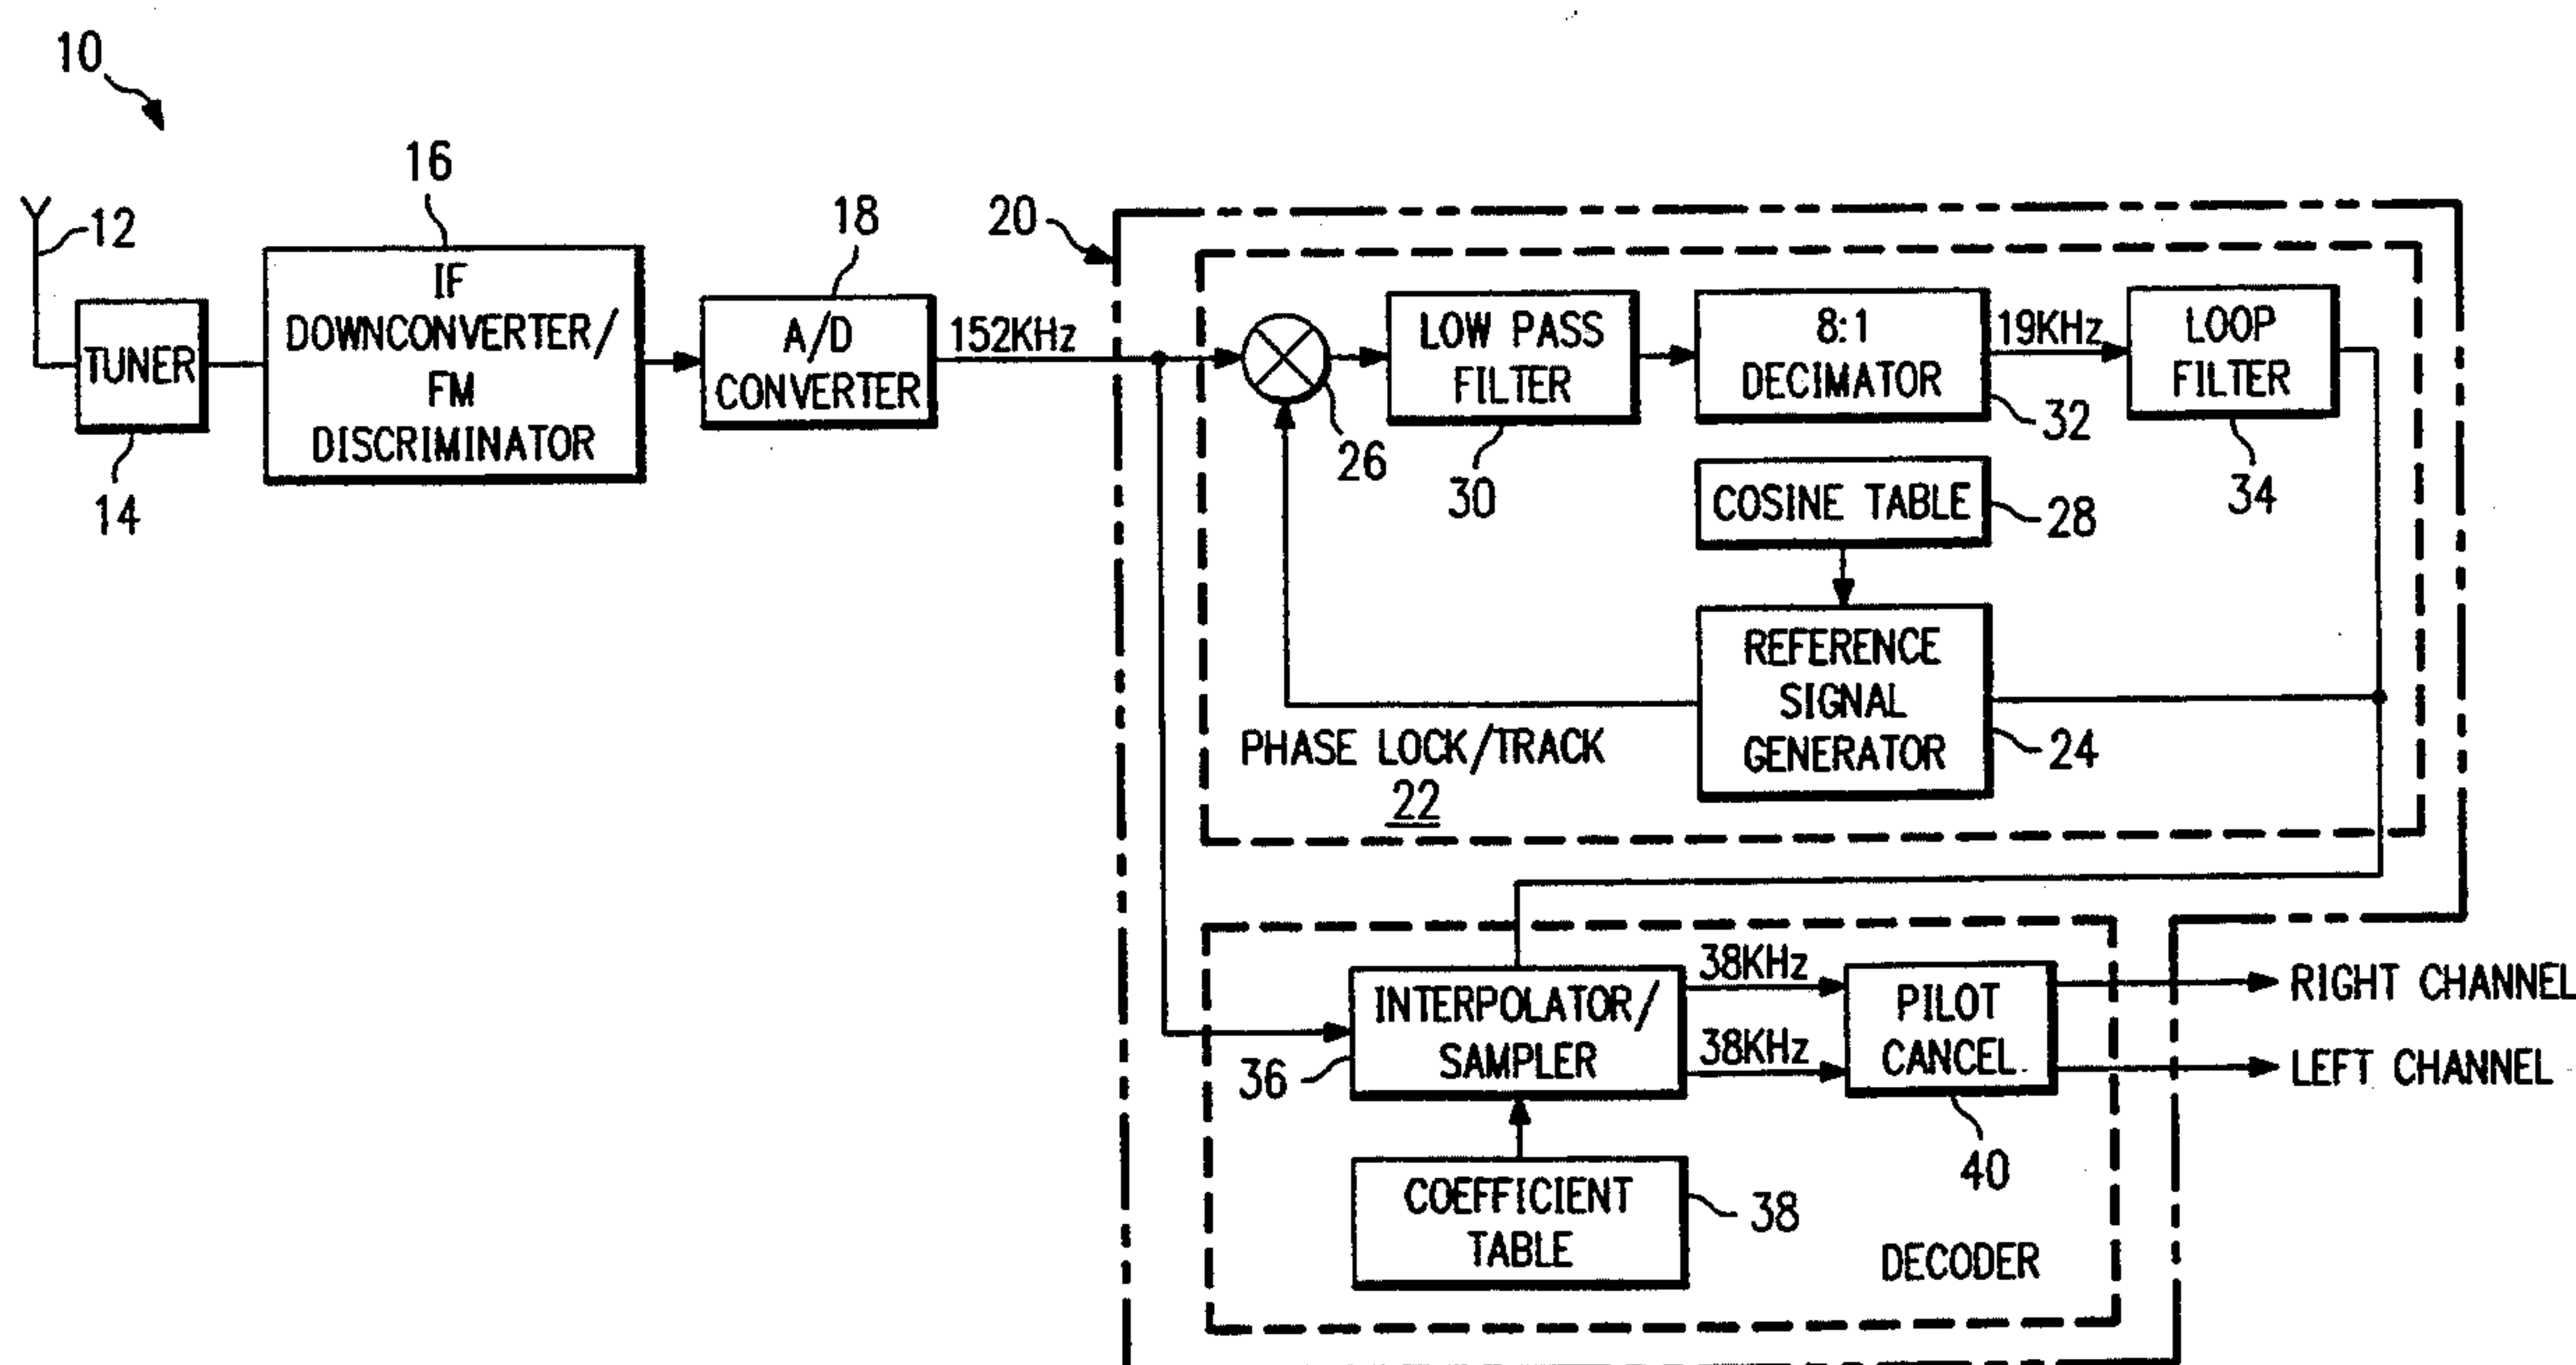 10
12
TUNER
14
16
IF
DOWNCONVERTER/
FM
DISCRIMINATOR
18
A/D
CONVERTER
152KHz
20
26
LOW PASS
FILTER
30
8:1
DECIMATOR
32
19KHz
LOOP
FILTER
34
COSINE TABLE
28
REFERENCE
SIGNAL
GENERATOR
24
PHASE LOCK/TRACK
22
INTERPOLATOR/
SAMPLER
36
38KHz
38KHz
PILOT
CANCEL
40
RIGHT CHANNEL
LEFT CHANNEL
COEFFICIENT
TABLE
38
DECODER